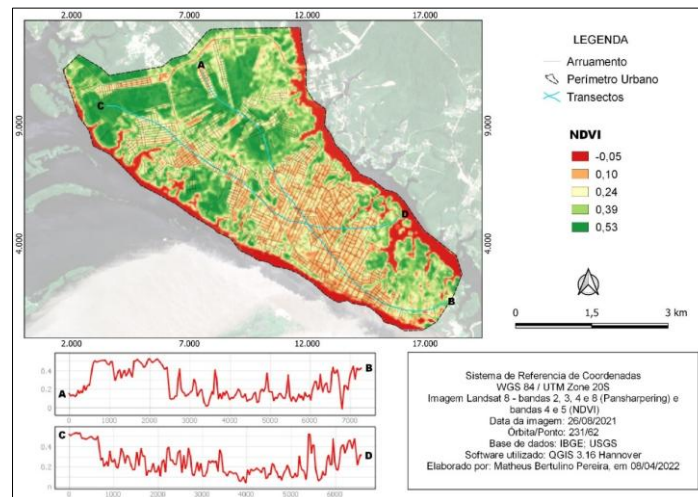 2.000 7.000 12.000 17.000
9.000
4.000
9.000
4.000
A
C
D
B
2.000 7.000 12.000 17.000
LEGENDA
Arruamento
Perímetro Urbano
Transectos
NDVI
-0,05
0,10
0,24
0,39
0,53
0 1,5 3 km
0.4
0.2
0
A
B
0 1000 2000 3000 4000 5000 6000 7000
C
0.4
0.2
0
D
0 1000 2000 3000 4000 5000 6000
Sistema de Referencia de Coordenadas
WGS 84 / UTM Zone 20S
Imagem Landsat 8 - bandas 2, 3, 4 e 8 (Pansharpering) e
bandas 4 e 5 (NDVI)
Data da imagem: 26/08/2021
Órbita/Ponto: 231/62
Base de dados: IBGE; USGS
Software utilizado: QGIS 3.16 Hannover
Elaborado por: Matheus Bertulino Pereira, em 08/04/2022